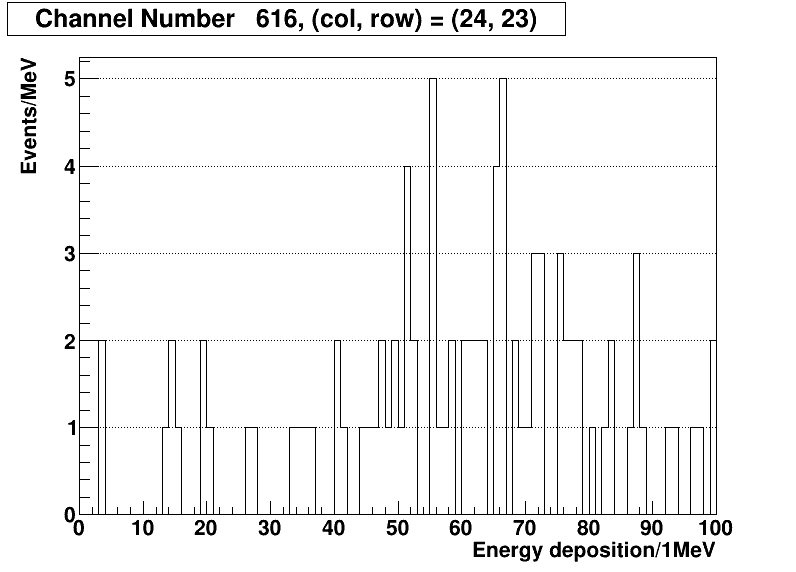 Channel Number 616, (col, row) = (24, 23)
Events/MeV
5
4
3
2
1
0
0 10 20 30 40 50 60 70 80 90 100
Energy deposition/1MeV